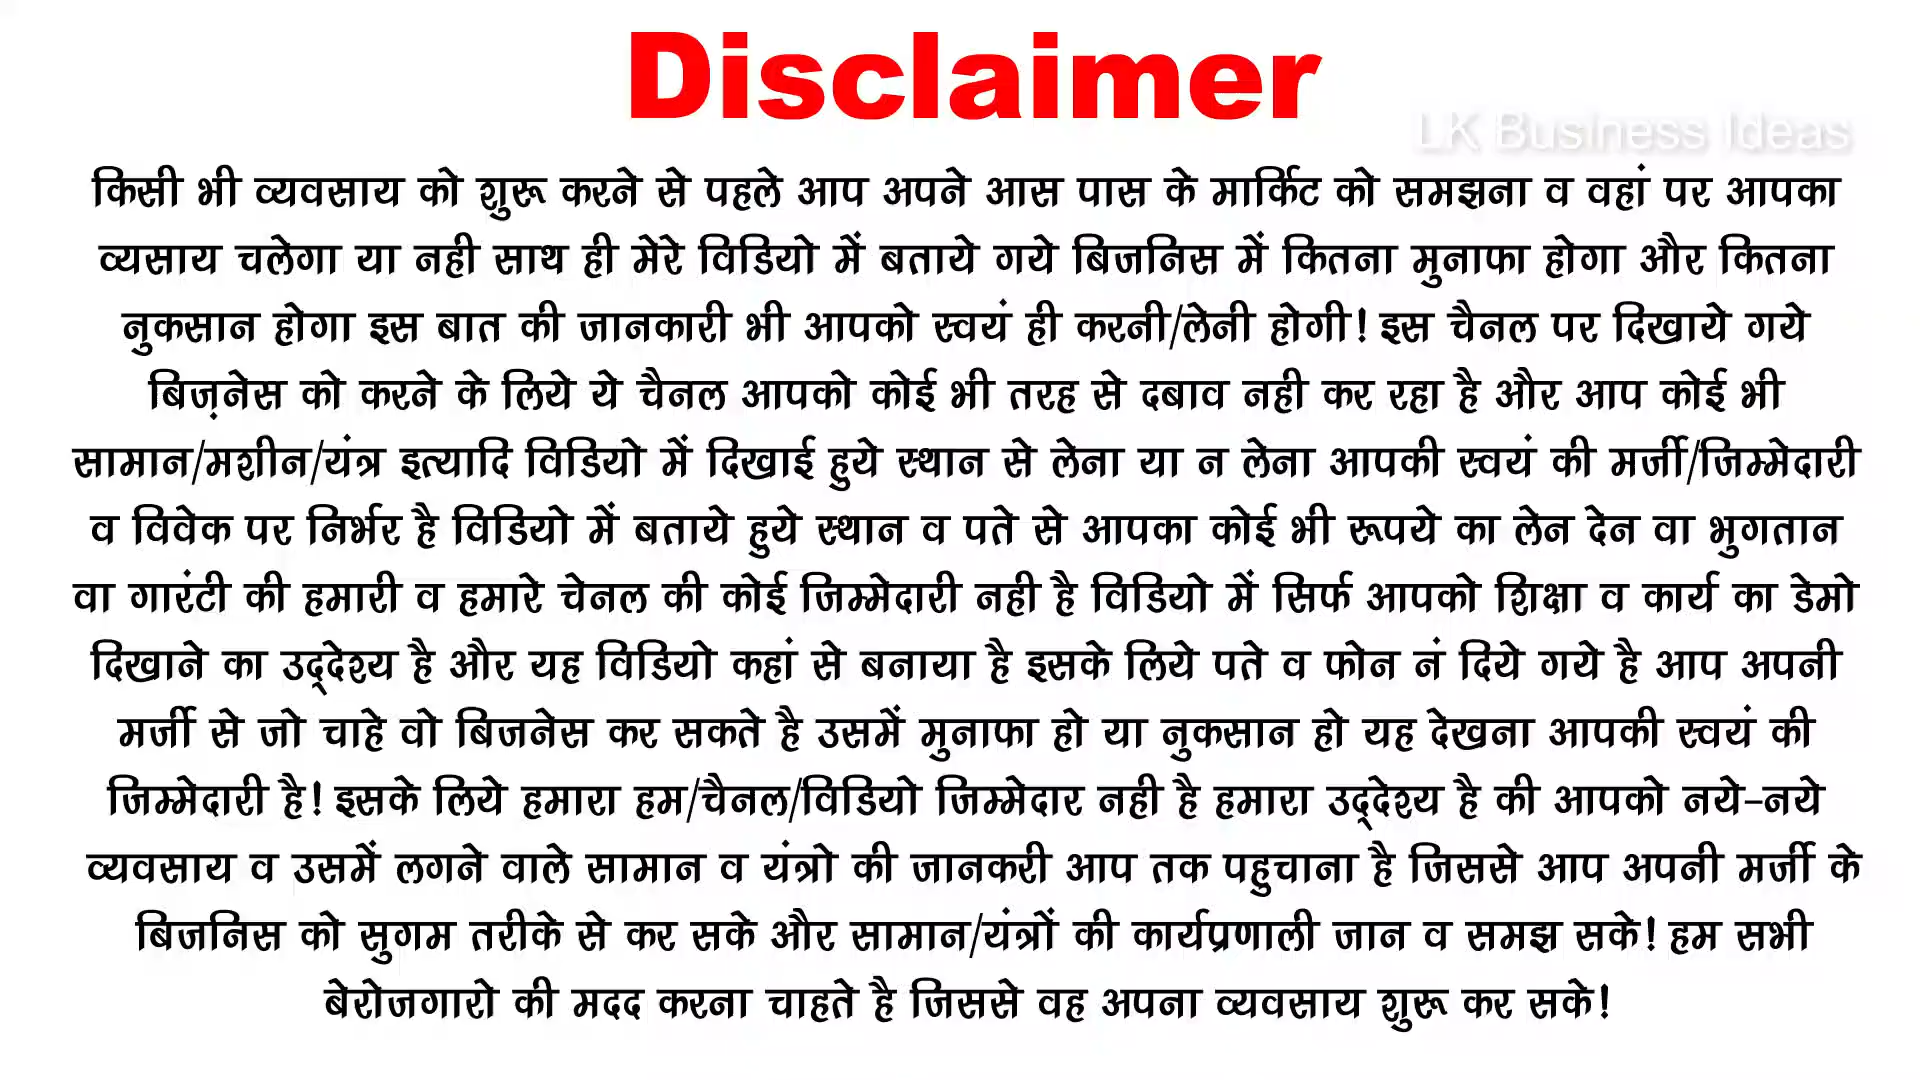 Disclaimer
LK Business Ideas
किसी भी व्यवसाय को शुरू करने से पहले आप अपने आस पास के मार्किट को समझना व वहां पर आपका
व्यसाय चलेगा या नही साथ ही मेरे विडियो में बताये गये बिजनिस में कितना मुनाफा होगा और कितना
नुकसान होगा इस बात की जानकारी भी आपको स्वयं ही करनी/लेनी होगी! इस चैनल पर दिखाये गये
बिज़नेस को करने के लिये ये चैनल आपको कोई भी तरह से दबाव नही कर रहा है और आप कोई भी
सामान/मशीन/यंत्र इत्यादि विडियो में दिखाई हुये स्थान से लेना या न लेना आपकी स्वयं की मर्जी/जिम्मेदारी
व विवेक पर निर्भर है विडियो में बताये हुये स्थान व पते से आपका कोई भी रूपये का लेन देन वा भुगतान
वा गारंटी की हमारी व हमारे चेनल की कोई जिम्मेदारी नही है विडियो में सिर्फ आपको शिक्षा व कार्य का डेमो
दिखाने का उद्देश्य है और यह विडियो कहां से बनाया है इसके लिये पते व फोन नं दिये गये है आप अपनी
मर्जी से जो चाहे वो बिजनेस कर सकते है उसमें मुनाफा हो या नुकसान हो यह देखना आपकी स्वयं की
जिम्मेदारी है! इसके लिये हमारा हम/चैनल/विडियो जिम्मेदार नही है हमारा उद्देश्य है की आपको नये-नये
व्यवसाय व उसमें लगने वाले सामान व यंत्रो की जानकरी आप तक पहुचाना है जिससे आप अपनी मर्जी के
बिजनिस को सुगम तरीके से कर सके और सामान/यंत्रों की कार्यप्रणाली जान व समझ सके! हम सभी
बेरोजगारो की मदद करना चाहते है जिससे वह अपना व्यवसाय शुरू कर सके!